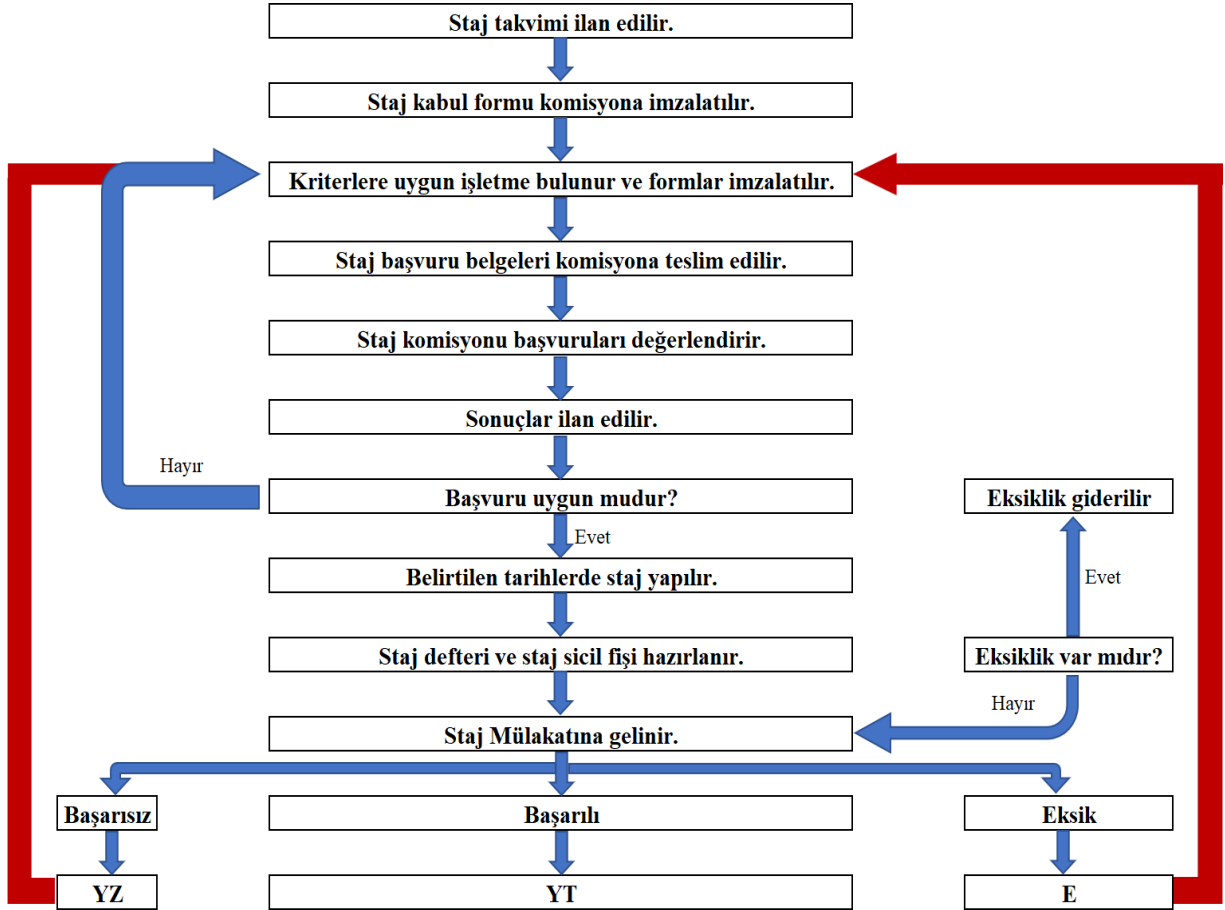 Staj takvimi ilan edilir.
Staj kabul formu komisyona imzalatılır.
Kriterlere uygun işletme bulunur ve formlar imzalatılır.
Staj başvuru belgeleri komisyona teslim edilir.
Staj komisyonu başvuruları değerlendirir.
Sonuçlar ilan edilir.
Hayır
Başvuru uygun mudur?
Eksiklik giderilir
Evet
Belirtilen tarihlerde staj yapılır.
Evet
Staj defteri ve staj sicil fişi hazırlanır.
Eksiklik var mıdır?
Hayır
Staj Mülakatına gelinir.
Başarısız
Başarılı
Eksik
YZ
YT
E